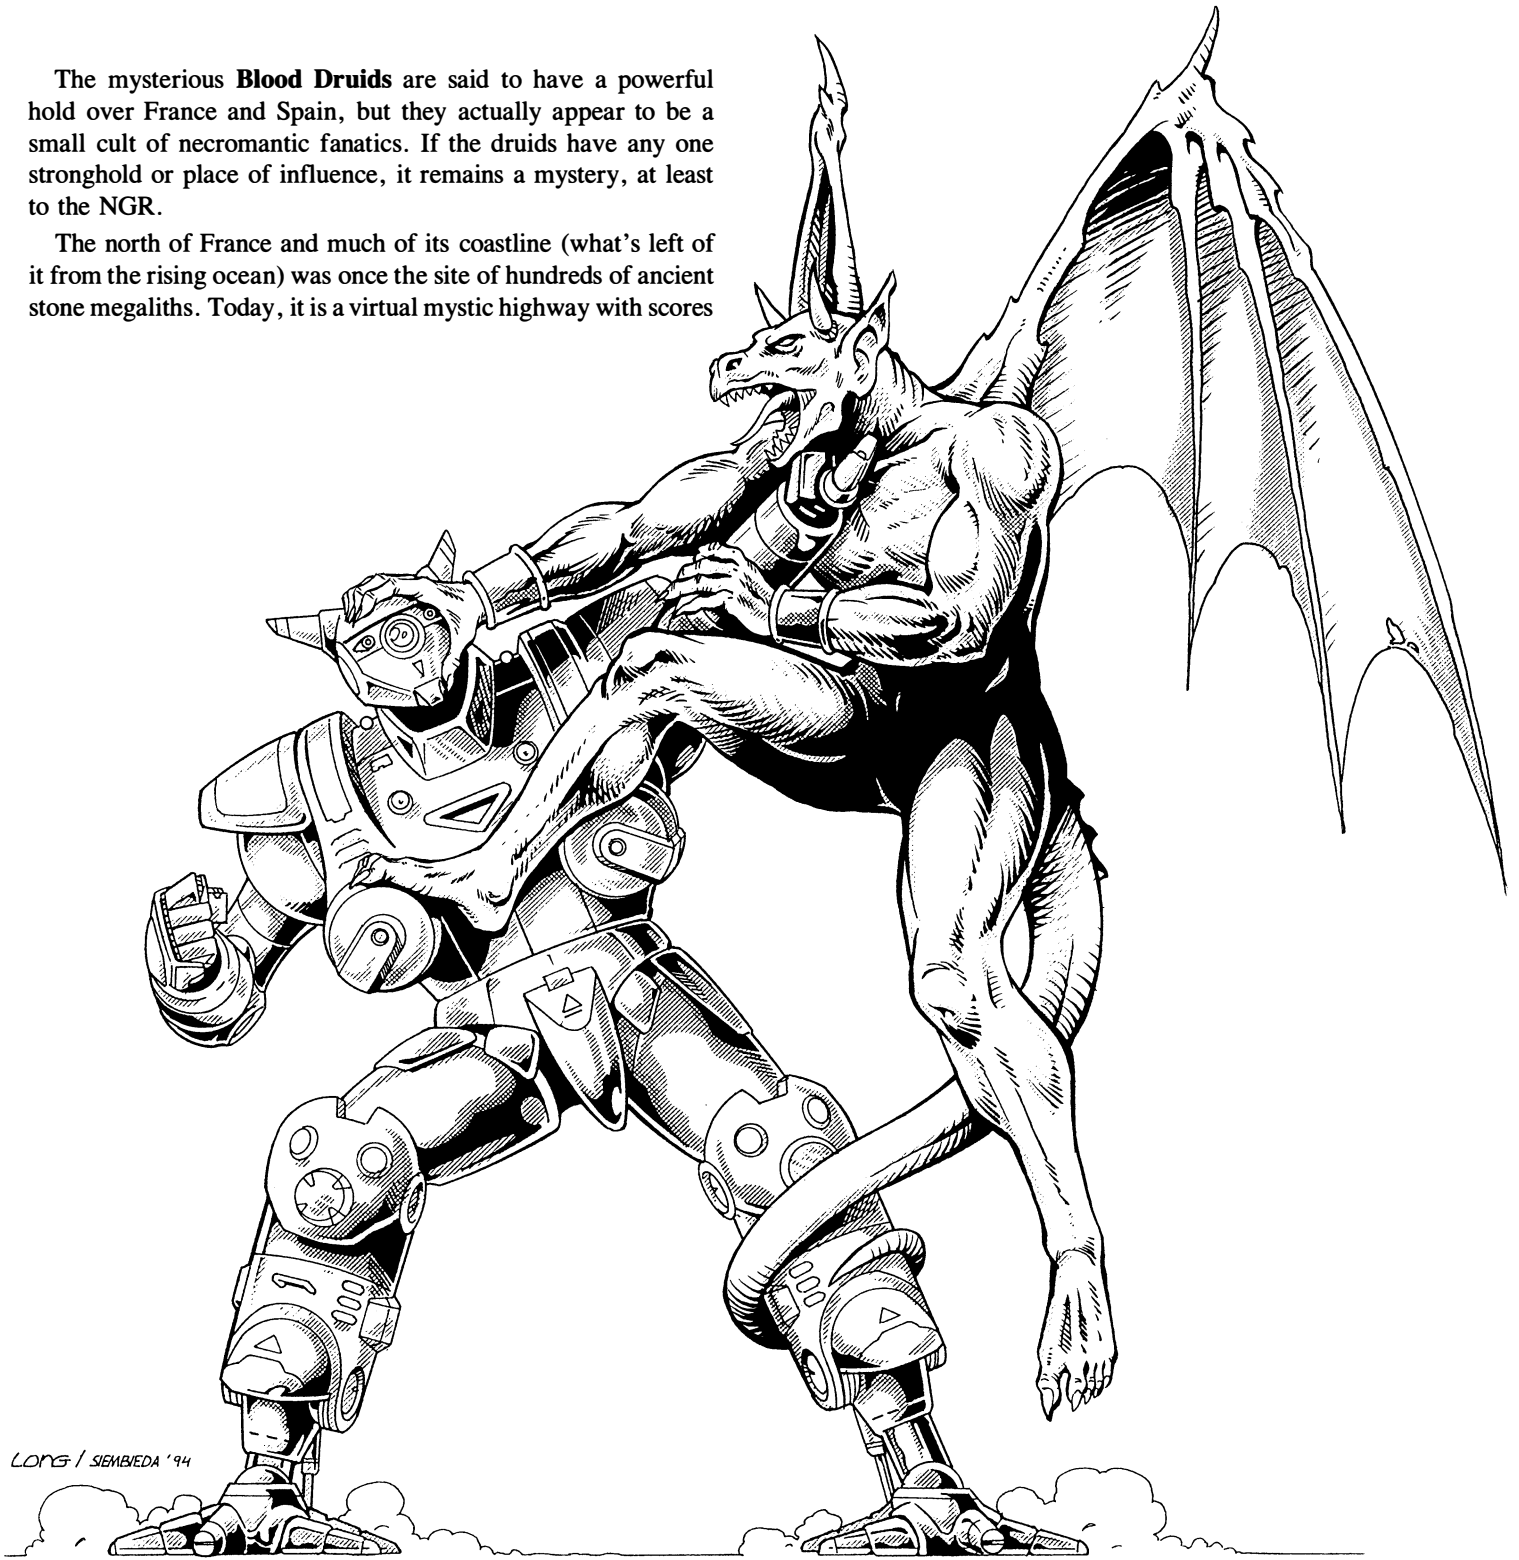 The mysterious Blood Druids are said to have a powerful
hold over France and Spain, but they actually appear to be a
small cult of necromantic fanatics. If the druids have any one
stronghold or place of influence, it remains a mystery, at least
to the NGR.
The north of France and much of its coastline (what's left of
it from the rising ocean) was once the site of hundreds of ancient
stone megaliths. Today, it is a virtual mystic highway with scores
LONG / SIEMBIEDA '94